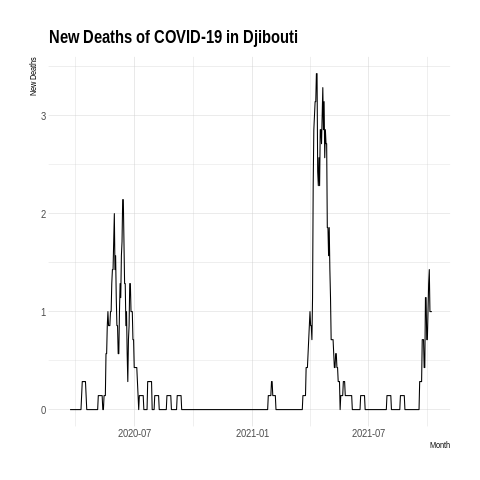 New Deaths of COVID-19 in Djibouti
New Deaths
3
2
1
0
2020-07
2021-01
2021-07
Month